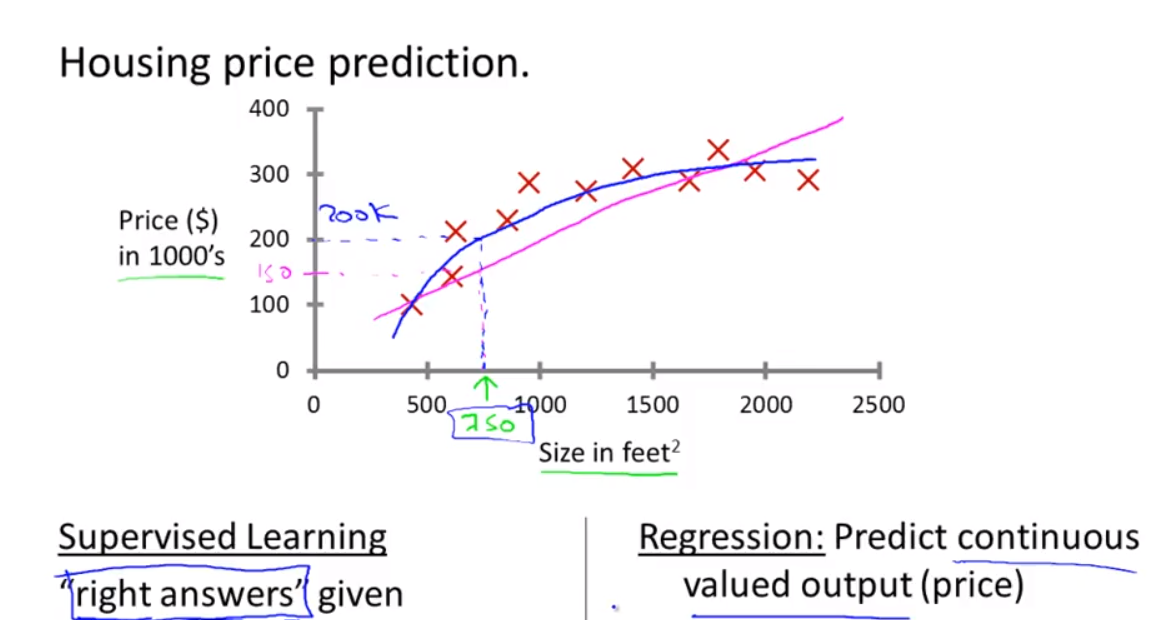 Housing price prediction.
400
300
Price ($)
in 1000's
200K
200
150
100
0
0 500 1000 1500 2000 2500
750
Size in feet²
Supervised Learning
"right answers" given
Regression: Predict continuous
valued output (price)